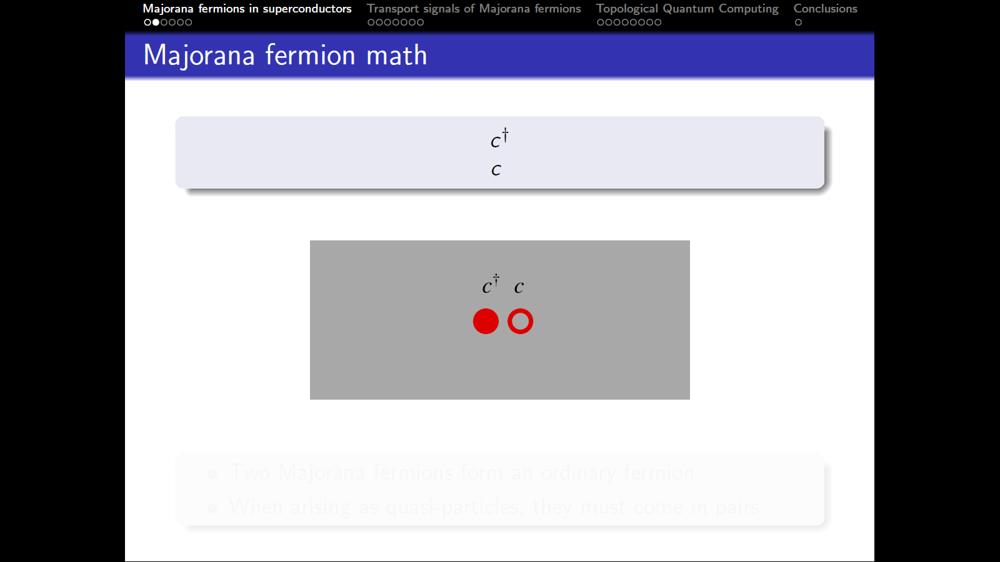 Majorana fermions in superconductors Transport signals of Majorana fermions Topological Quantum Computing Conclusions
Majorana fermion math
c†
c
c† c
• Two Majorana fermions form an ordinary fermion
• When arising as quasi-particles, they must come in pairs